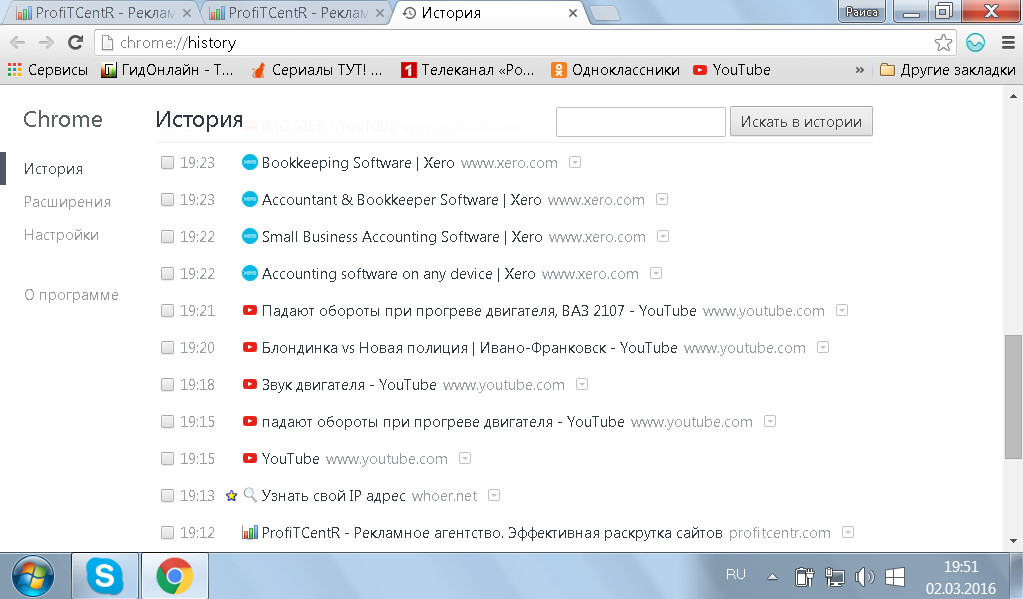 ProfiTCentR - Реклам
ProfiTCentR - Реклам
История
Раиса
chrome://history
Сервисы
ГидОнлайн - Т...
Сериалы ТУТ! ...
Телеканал «Ро...
Одноклассники
YouTube
»
Другие закладки
Chrome
История
Искать в истории
История
Расширения
Настройки
О программе
19:23 Bookkeeping Software | Xero www.xero.com
19:23 Accountant & Bookkeeper Software | Xero www.xero.com
19:22 Small Business Accounting Software | Xero www.xero.com
19:22 Accounting software on any device | Xero www.xero.com
19:21 Падают обороты при прогреве двигателя, ВАЗ 2107 - YouTube www.youtube.com
19:20 Блондинка vs Новая полиция | Ивано-Франковск - YouTube www.youtube.com
19:18 Звук двигателя - YouTube www.youtube.com
19:15 падают обороты при прогреве двигателя - YouTube www.youtube.com
19:15 YouTube www.youtube.com
19:13 Узнать свой IP адрес whoer.net
19:12 ProfiTCentR - Рекламное агентство. Эффективная раскрутка сайтов profitcentr.com
RU
19:51
02.03.2016